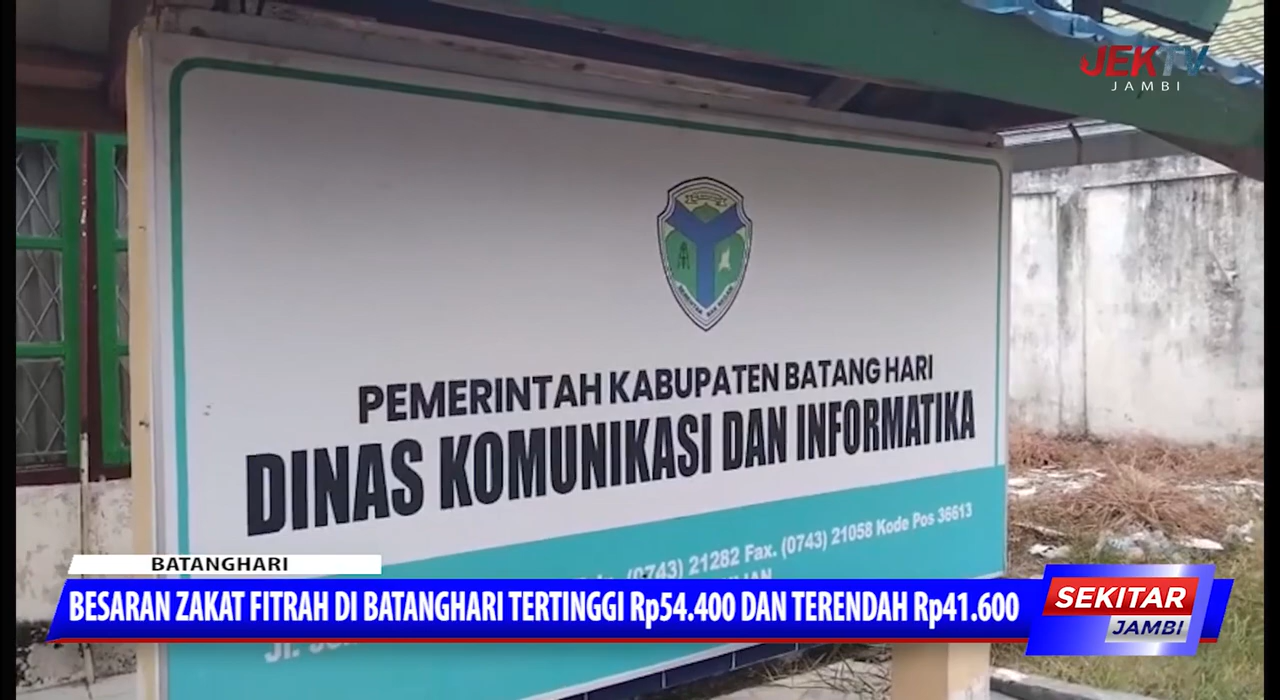 JEKTV
JAMBI
PEMERINTAH KABUPATEN BATANG HARI
DINAS KOMUNIKASI DAN INFORMATIKA
(0743) 21282 Fax. (0743) 21058 Kode Pos 36613
BATANGHARI
BESARAN ZAKAT FITRAH DI BATANGHARI TERTINGGI Rp54.400 DAN TERENDAH Rp41.600
SEKITAR
JAMBI